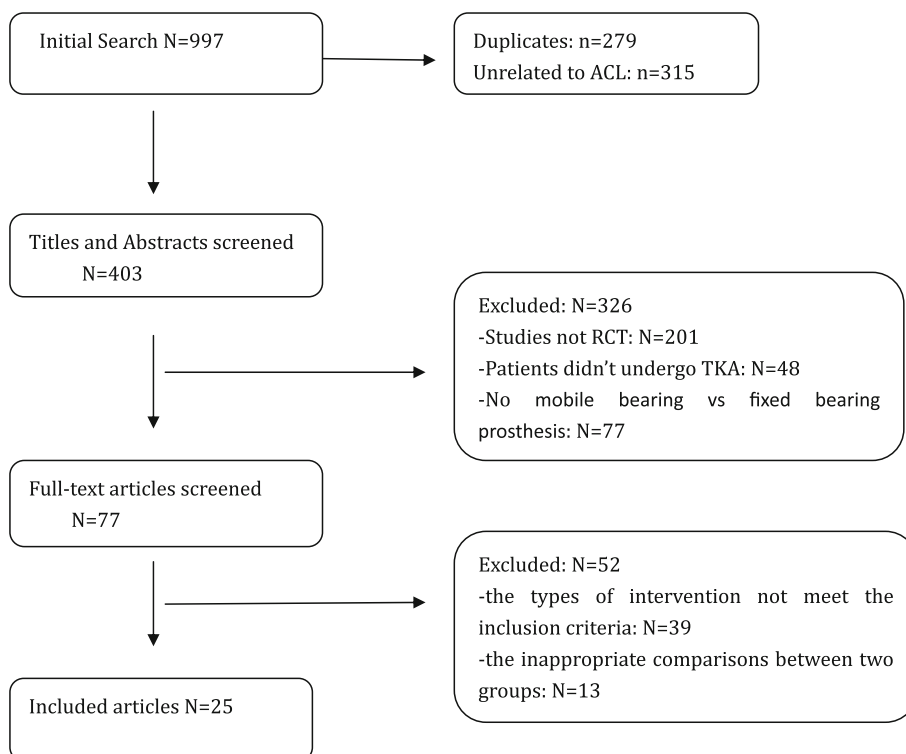 Initial Search N=997
Duplicates: n=279
Unrelated to ACL: n=315
Titles and Abstracts screened
N=403
Excluded: N=326
-Studies not RCT: N=201
-Patients didn’t undergo TKA: N=48
-No mobile bearing vs fixed bearing
prosthesis: N=77
Full-text articles screened
N=77
Excluded: N=52
-the types of intervention not meet the
inclusion criteria: N=39
-the inappropriate comparisons between two
groups: N=13
Included articles N=25